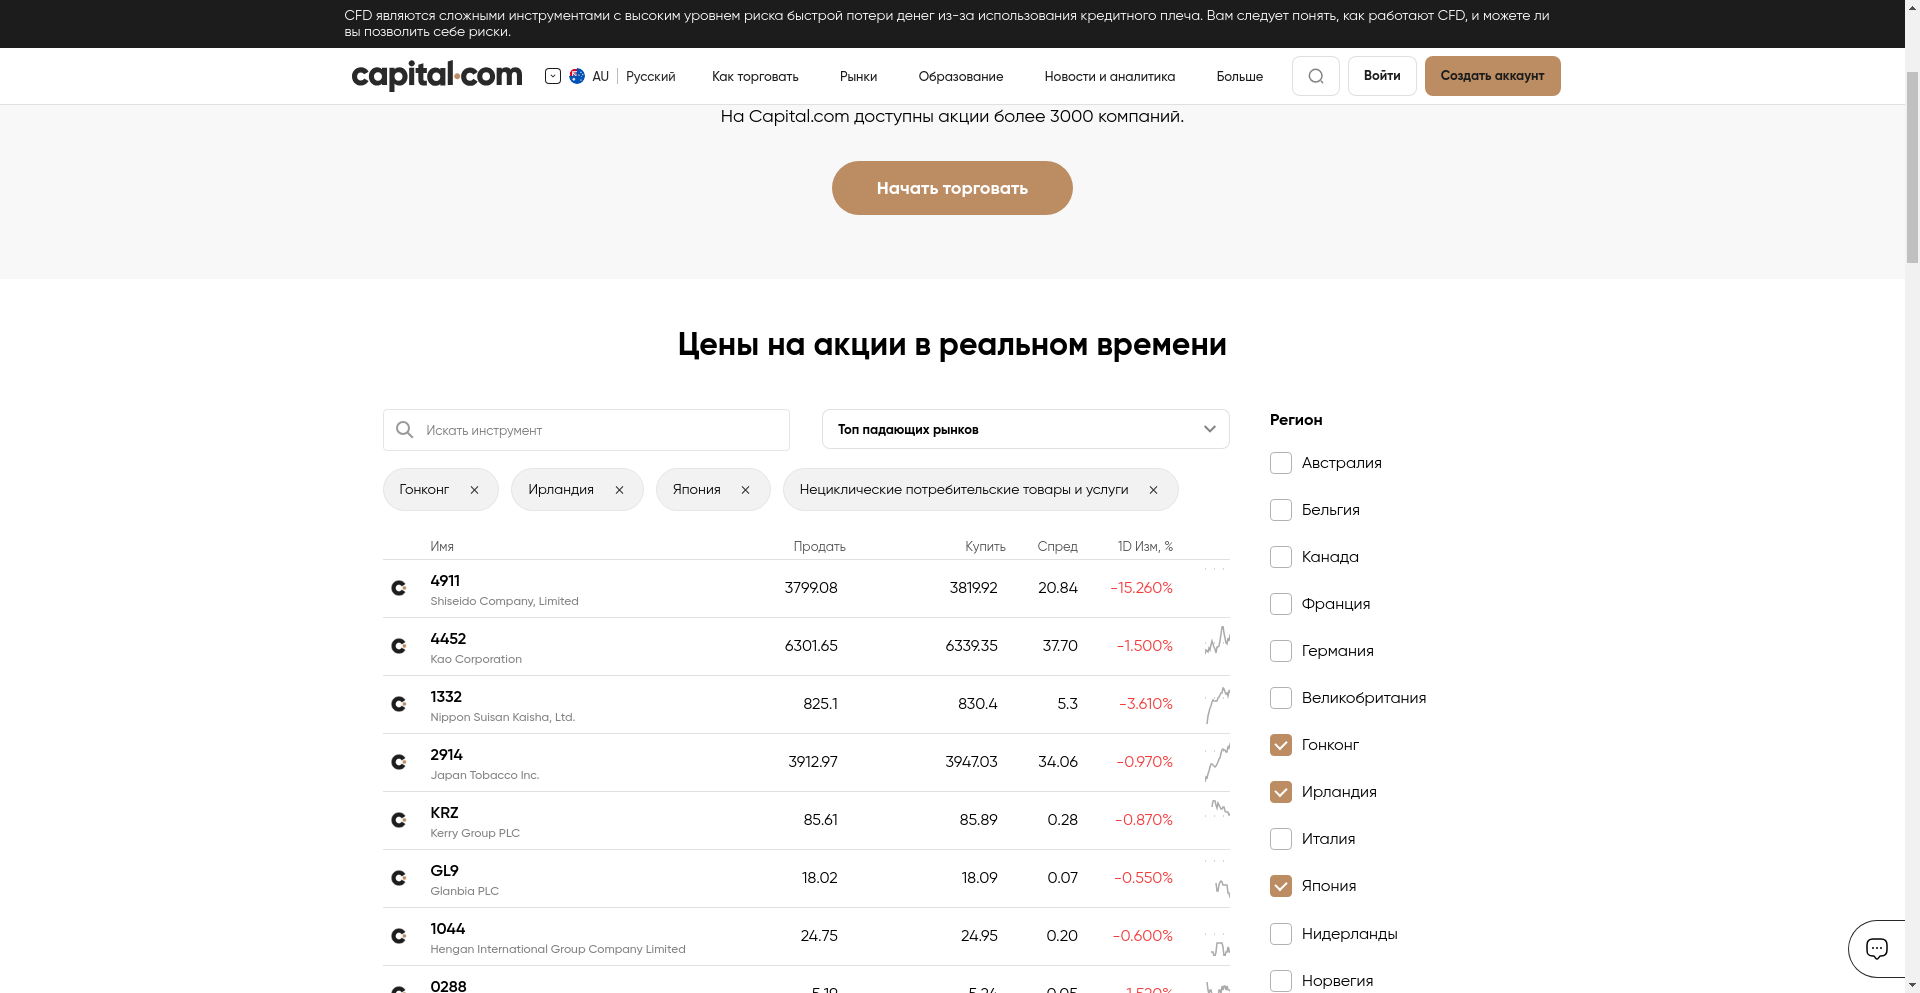 CFD являются сложными инструментами с высоким уровнем риска быстрой потери денег из-за использования кредитного плеча. Вам следует понять, как работают CFD, и можете ли
вы позволить себе риски.
capital.com AU Русский Как торговать Рынки Образование Новости и аналитика Больше Войти Создать аккаунт
На Capital.com доступны акции более 3000 компаний.
Начать торговать
Цены на акции в реальном времени
Искать инструмент
Топ падающих рынков
Гонконг Ирландия Япония Нециклические потребительские товары и услуги
Имя Продать Купить Спред 1D Изм, %
4911 3799.08 3819.92 20.84 -15.260%
Shiseido Company, Limited
4452 6301.65 6339.35 37.70 -1.500%
Kao Corporation
1332 825.1 830.4 5.3 -3.610%
Nippon Suisan Kaisha, Ltd.
2914 3912.97 3947.03 34.06 -0.970%
Japan Tobacco Inc.
KRZ 85.61 85.89 0.28 -0.870%
Kerry Group PLC
GL9 18.02 18.09 0.07 -0.550%
Glanbia PLC
1044 24.75 24.95 0.20 -0.600%
Hengan International Group Company Limited
0288 5.19 5.24 0.05 -1.520%
Регион
Австралия
Бельгия
Канада
Франция
Германия
Великобритания
Гонконг
Ирландия
Италия
Япония
Нидерланды
Норвегия